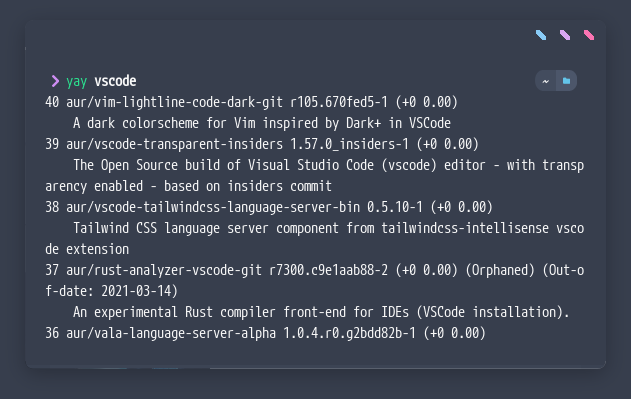 ❯ yay vscode ~
40 aur/vim-lightline-code-dark-git r105.670fed5-1 (+0 0.00)
A dark colorscheme for Vim inspired by Dark+ in VSCode
39 aur/vscode-transparent-insiders 1.57.0_insiders-1 (+0 0.00)
The Open Source build of Visual Studio Code (vscode) editor - with transp
arency enabled - based on insiders commit
38 aur/vscode-tailwindcss-language-server-bin 0.5.10-1 (+0 0.00)
Tailwind CSS language server component from tailwindcss-intellisense vsco
de extension
37 aur/rust-analyzer-vscode-git r7300.c9e1aab88-2 (+0 0.00) (Orphaned) (Out-o
f-date: 2021-03-14)
An experimental Rust compiler front-end for IDEs (VSCode installation).
36 aur/vala-language-server-alpha 1.0.4.r0.g2bdd82b-1 (+0 0.00)